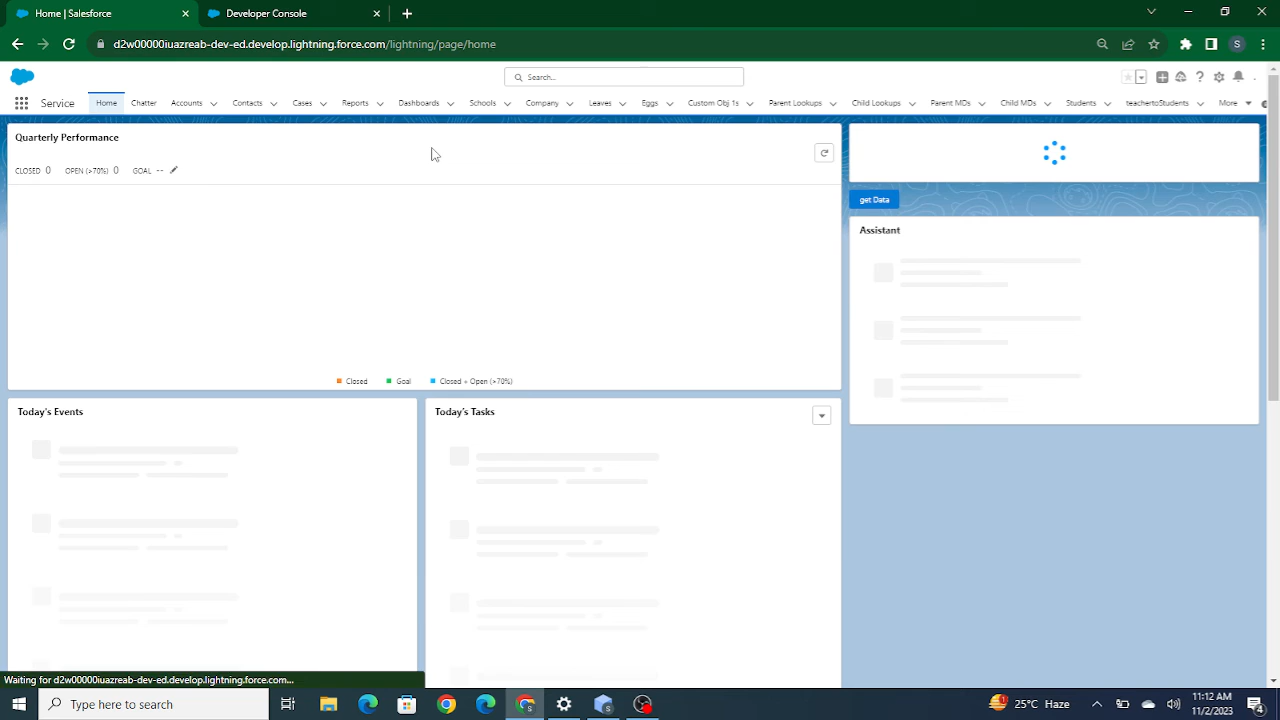 Home | Salesforce
Developer Console
d2w00000iuazreab-dev-ed.develop.lightning.force.com/lightning/page/home
S
Search...
Service
Home
Chatter
Accounts
Contacts
Cases
Reports
Dashboards
Schools
Company
Leaves
Eggs
Custom Obj 1s
Parent Lookups
Child Lookups
Parent MDs
Child MDs
Students
teachertoStudents
More
Quarterly Performance
CLOSED 0 OPEN (>70%) 0 GOAL --
get Data
Assistant
Closed
Goal
Closed + Open (>70%)
Today's Events
Today's Tasks
Waiting for d2w00000iuazreab-dev-ed.develop.lightning.force.com...
Type here to search
25°C Haze
11:12 AM
11/2/2023